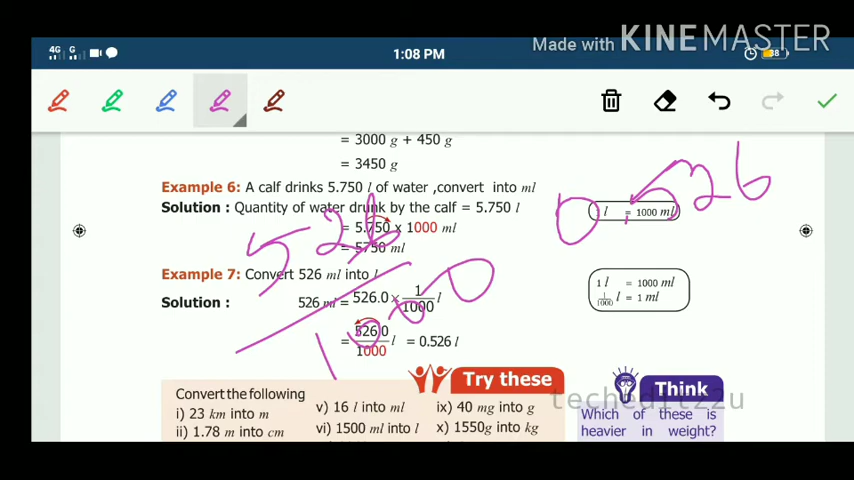 Made with KINEMASTER
4G G 1:08 PM 38
= 3000 g + 450 g
= 3450 g
Example 6: A calf drinks 5.750 l of water ,convert into ml
Solution : Quantity of water drunk by the calf = 5.750 l
= 5.750 x 1000 ml
= 5750 ml
1 l = 1000 ml
0.526
526
1000
Example 7: Convert 526 ml into l
Solution : 526 ml = 526.0 × 1/1000 l
= 526.0/1000 l = 0.526 l
1 l = 1000 ml
1/1000 l = 1 ml
Try these
Convert the following
i) 23 km into m v) 16 l into ml ix) 40 mg into g
ii) 1.78 m into cm vi) 1500 ml into l x) 1550g into kg
Think
techedit22u
Which of these is
heavier in weight?